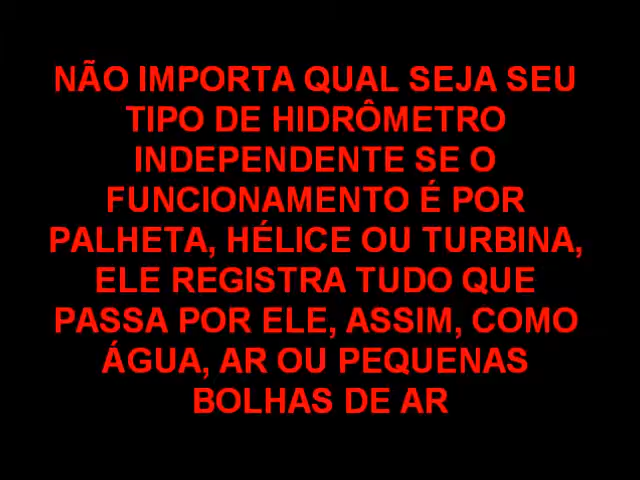 NÃO IMPORTA QUAL SEJA SEU
TIPO DE HIDRÔMETRO
INDEPENDENTE SE O
FUNCIONAMENTO É POR
PALHETA, HÉLICE OU TURBINA,
ELE REGISTRA TUDO QUE
PASSA POR ELE, ASSIM, COMO
ÁGUA, AR OU PEQUENAS
BOLHAS DE AR